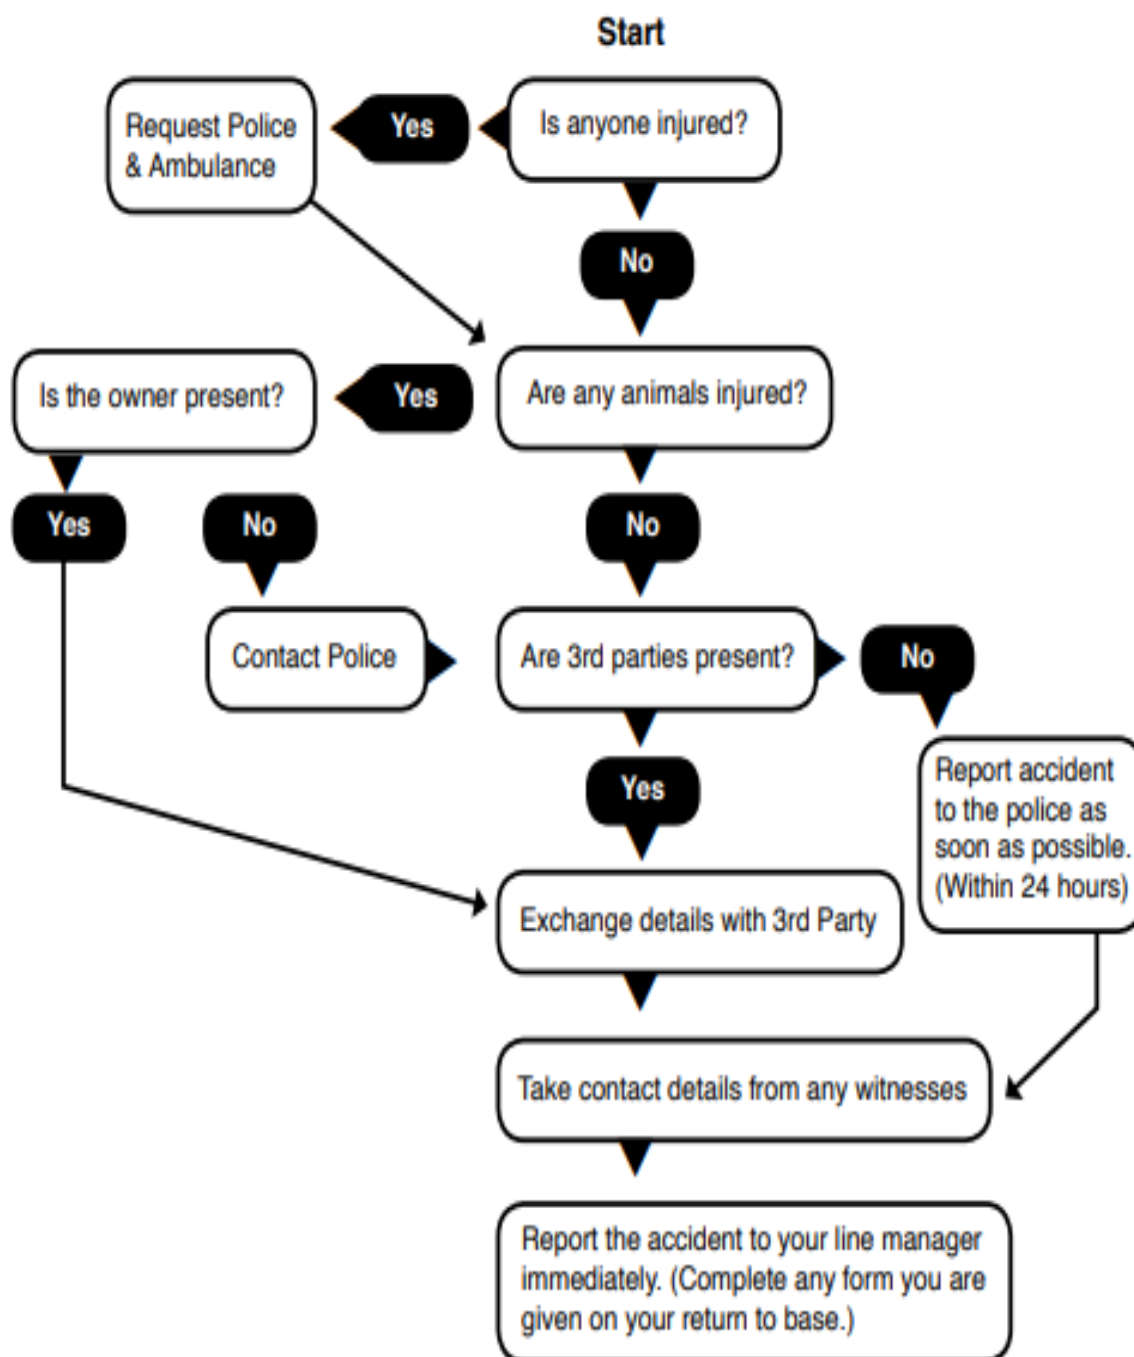 Start
Is anyone injured?
Yes
Request Police
& Ambulance
No
Are any animals injured?
Yes
Is the owner present?
Yes
No
No
Contact Police
Are 3rd parties present?
No
Yes
Report accident
to the police as
soon as possible.
(Within 24 hours)
Exchange details with 3rd Party
Take contact details from any witnesses
Report the accident to your line manager
immediately. (Complete any form you are
given on your return to base.)